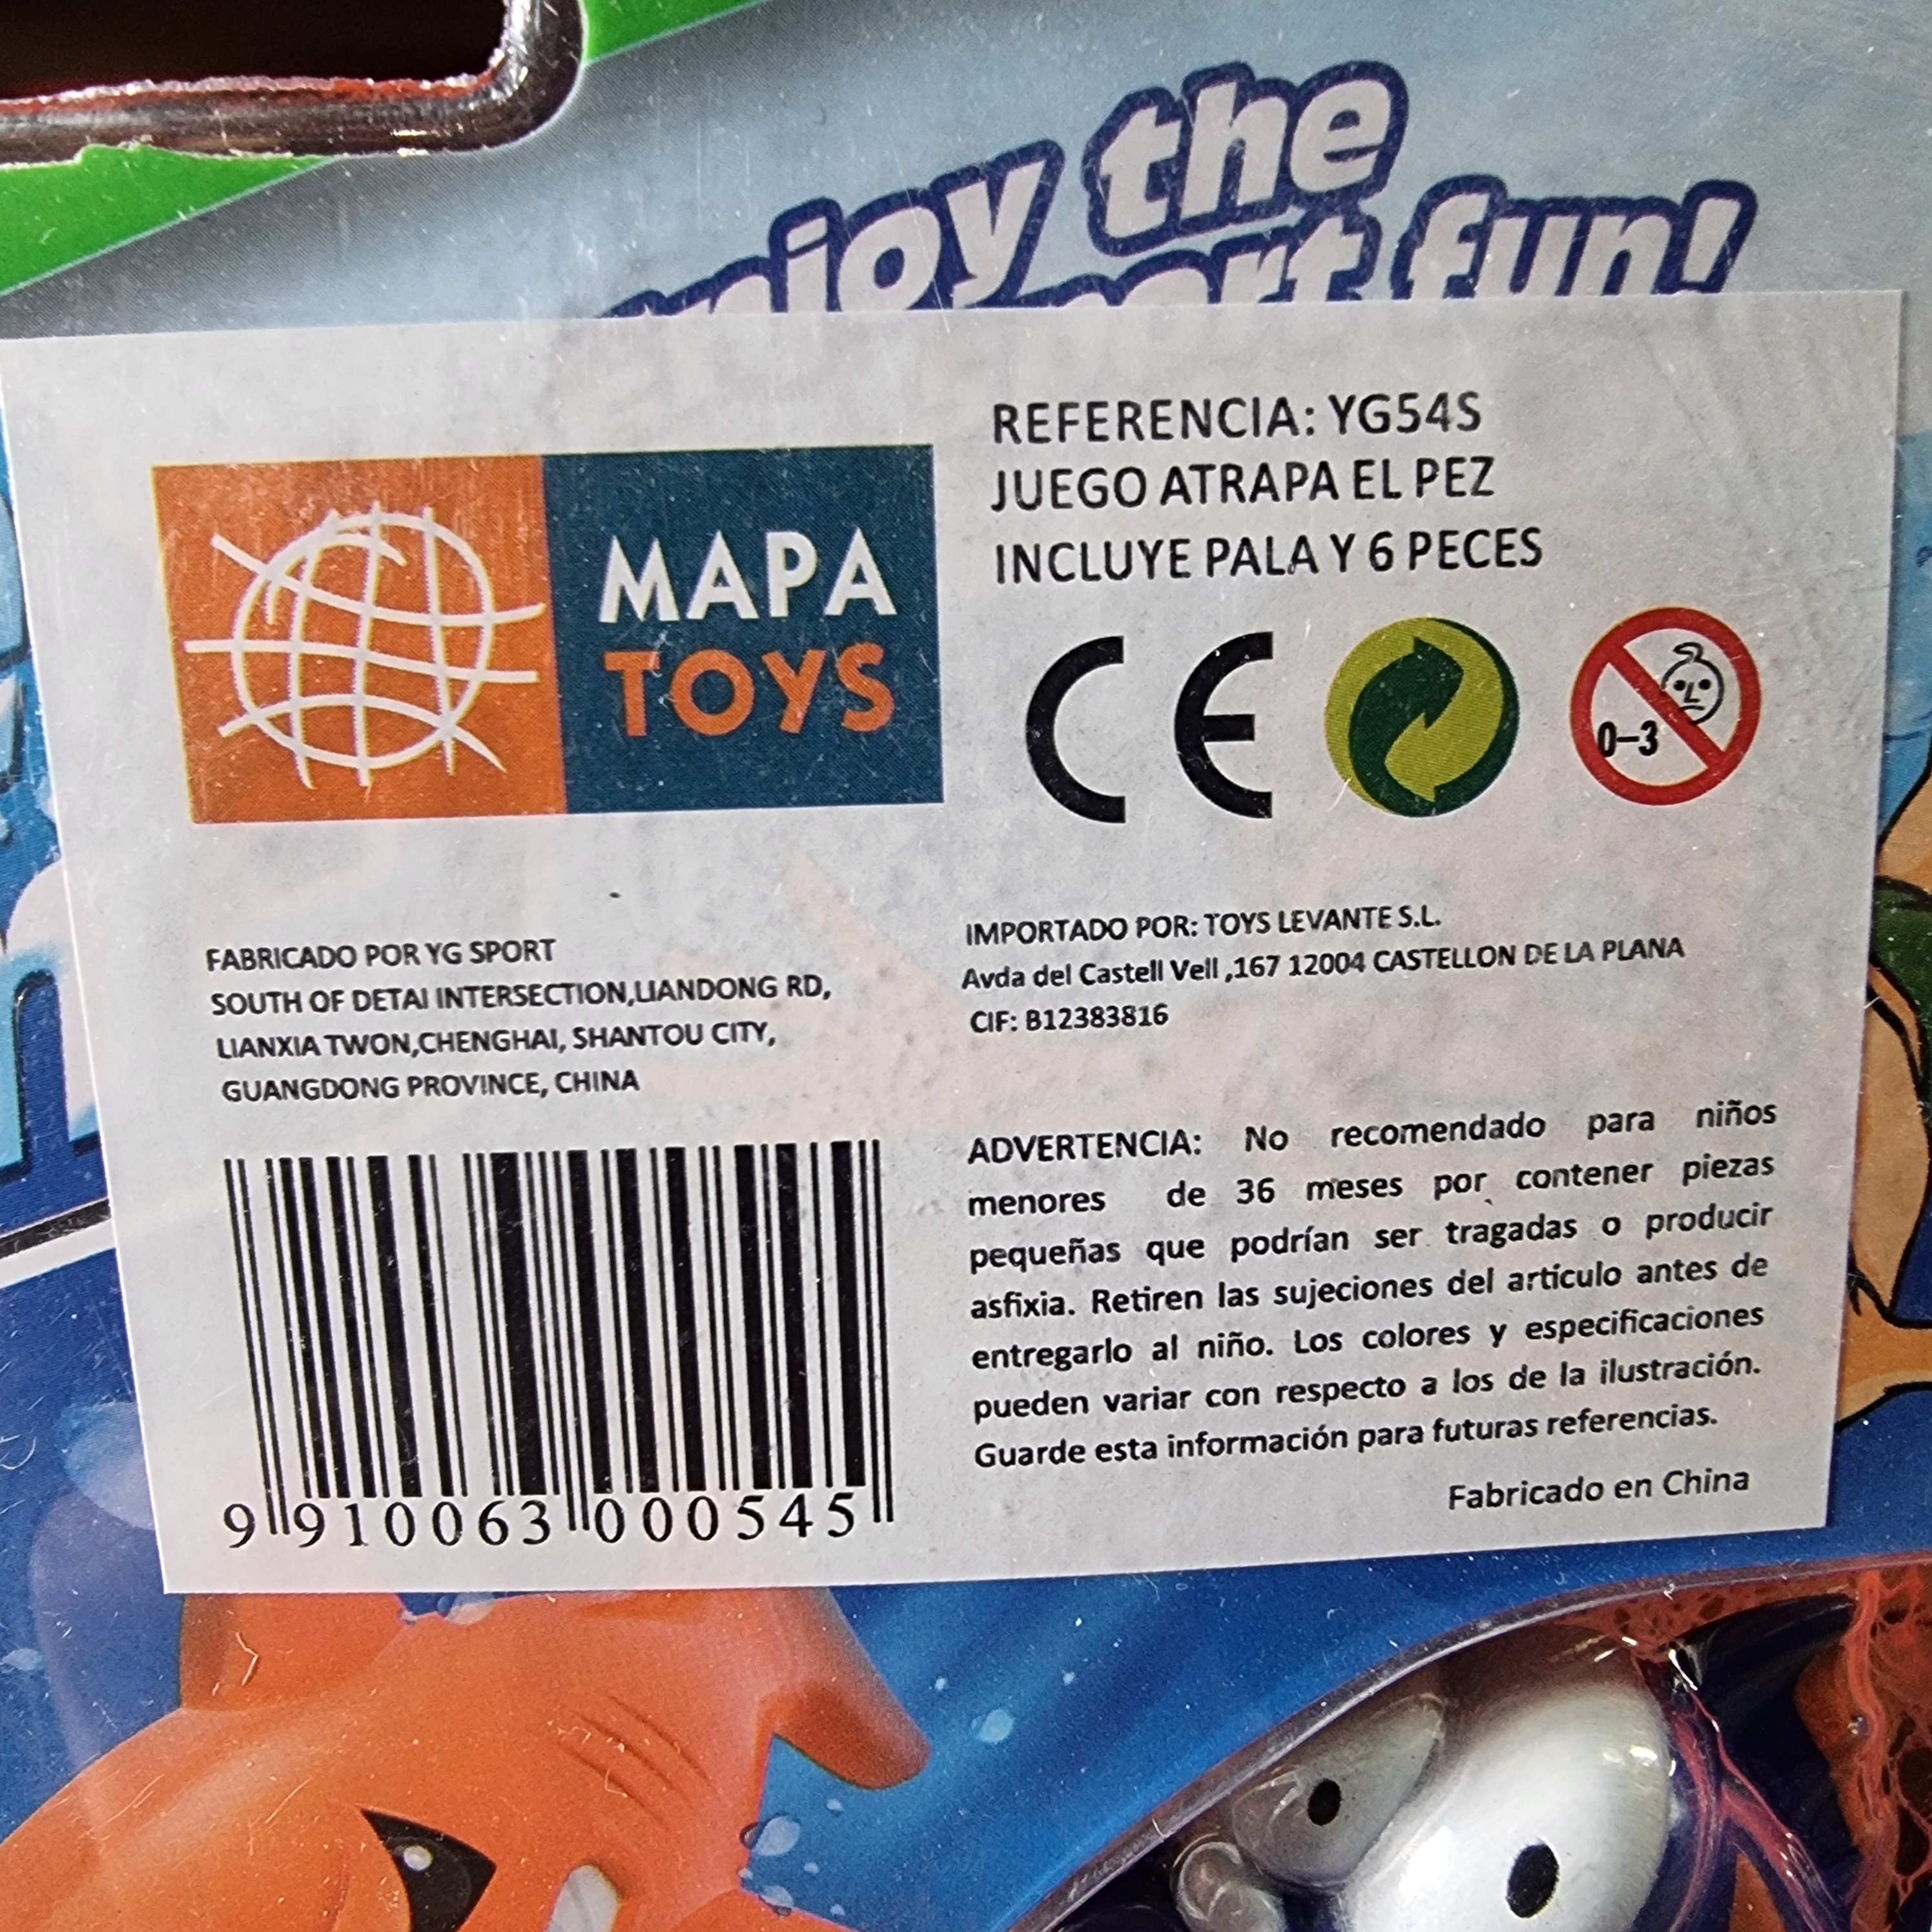 enjoy the
fun!
MAPA
TOYS
REFERENCIA: YG54S
JUEGO ATRAPA EL PEZ
INCLUYE PALA Y 6 PECES
CE
0-3
FABRICADO POR YG SPORT
SOUTH OF DETAI INTERSECTION,LIANDONG RD,
LIANXIA TWON,CHENGHAI, SHANTOU CITY,
GUANGDONG PROVINCE, CHINA
IMPORTADO POR: TOYS LEVANTE S.L.
Avda del Castell Vell ,167 12004 CASTELLON DE LA PLANA
CIF: B12383816
9 910063 000545
ADVERTENCIA: No recomendado para niños
menores de 36 meses por contener piezas
pequeñas que podrían ser tragadas o producir
asfixia. Retiren las sujeciones del artículo antes de
entregarlo al niño. Los colores y especificaciones
pueden variar con respecto a los de la ilustración.
Guarde esta información para futuras referencias.
Fabricado en China